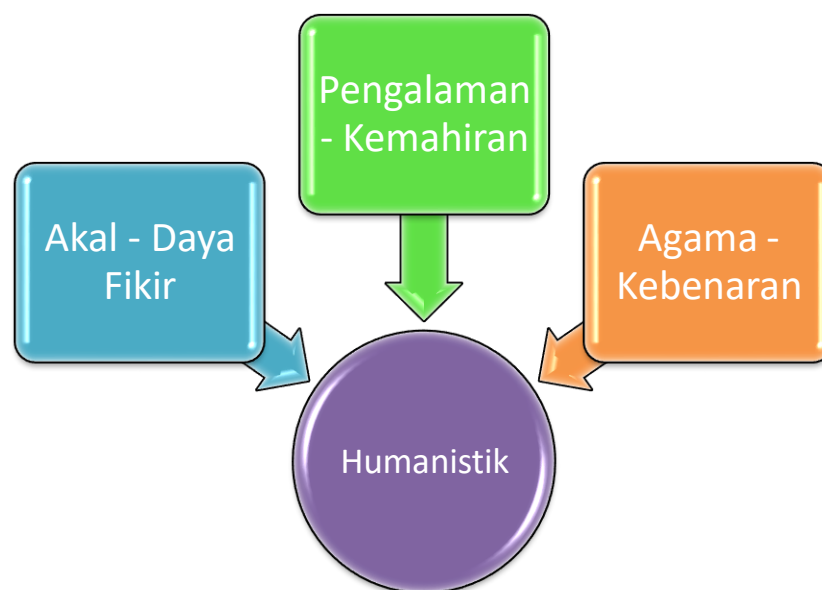 Pengalaman
- Kemahiran
Akal - Daya
Fikir
Agama -
Kebenaran
Humanistik